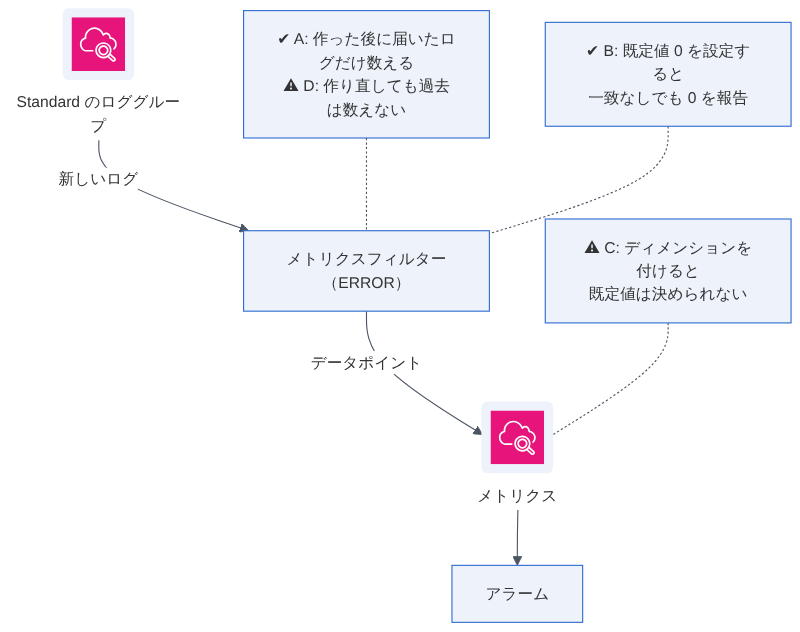 ✔ A: 作った後に届いたロ
グだけ数える
⚠ D: 作り直しても過去
は数えない
✔ B: 既定値 0 を設定す
ると
一致なしでも 0 を報告
Standard のロググルー
プ
新しいログ
メトリクスフィルター
（ERROR）
⚠ C: ディメンションを
付けると
既定値は決められない
データポイント
メトリクス
アラーム